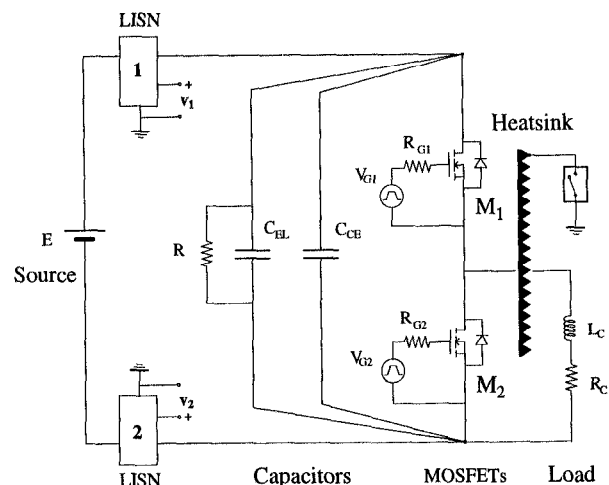 LISN
1
+
V1
Heatsink
RG1
VG1
M1
E
Source
R
CEL
CCE
RG2
VG2
M2
LC
RC
V2
+
2
LISN
Capacitors
MOSFETs
Load